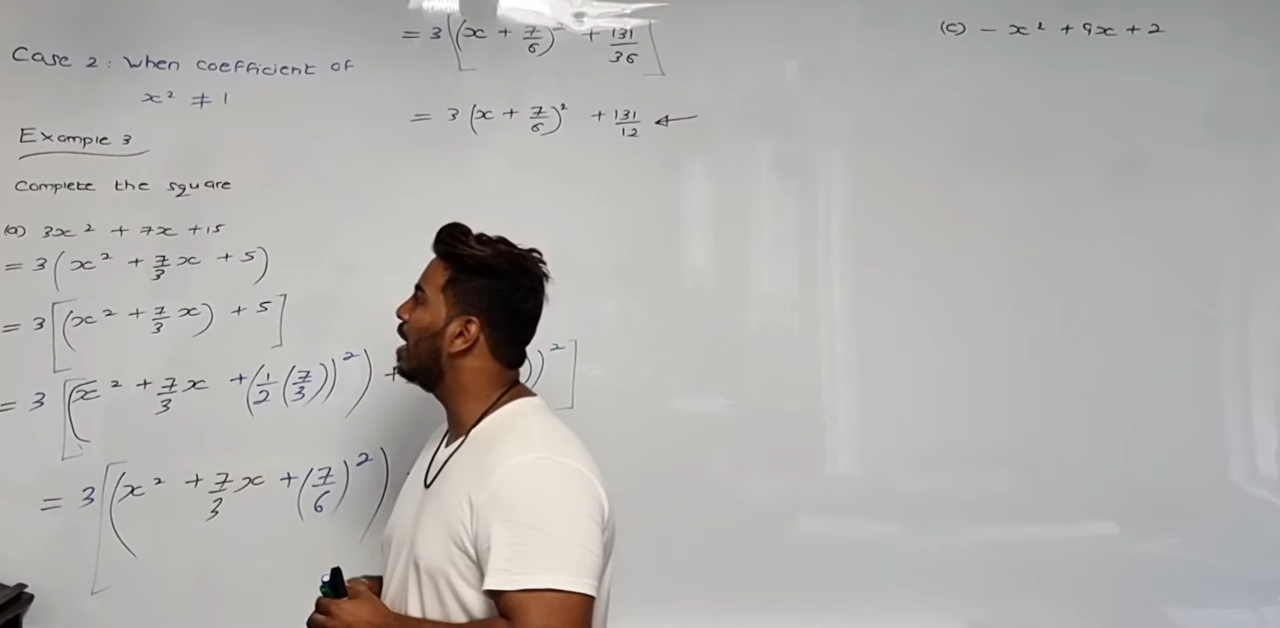 Case 2: When coefficient of
x² ≠ 1
Example 3
Complete the square
(a) 3x² + 7x + 15
= 3(x² + 7/3 x + 5)
= 3[(x² + 7/3 x) + 5]
= 3[(x² + 7/3 x + (1/2 (7/3))²) + ))²]
= 3[(x² + 7/3 x + (7/6)²)
= 3[(x + 7/6)² + 131/36]
= 3(x + 7/6)² + 131/12 ←
(c) - x² + 9x + 2